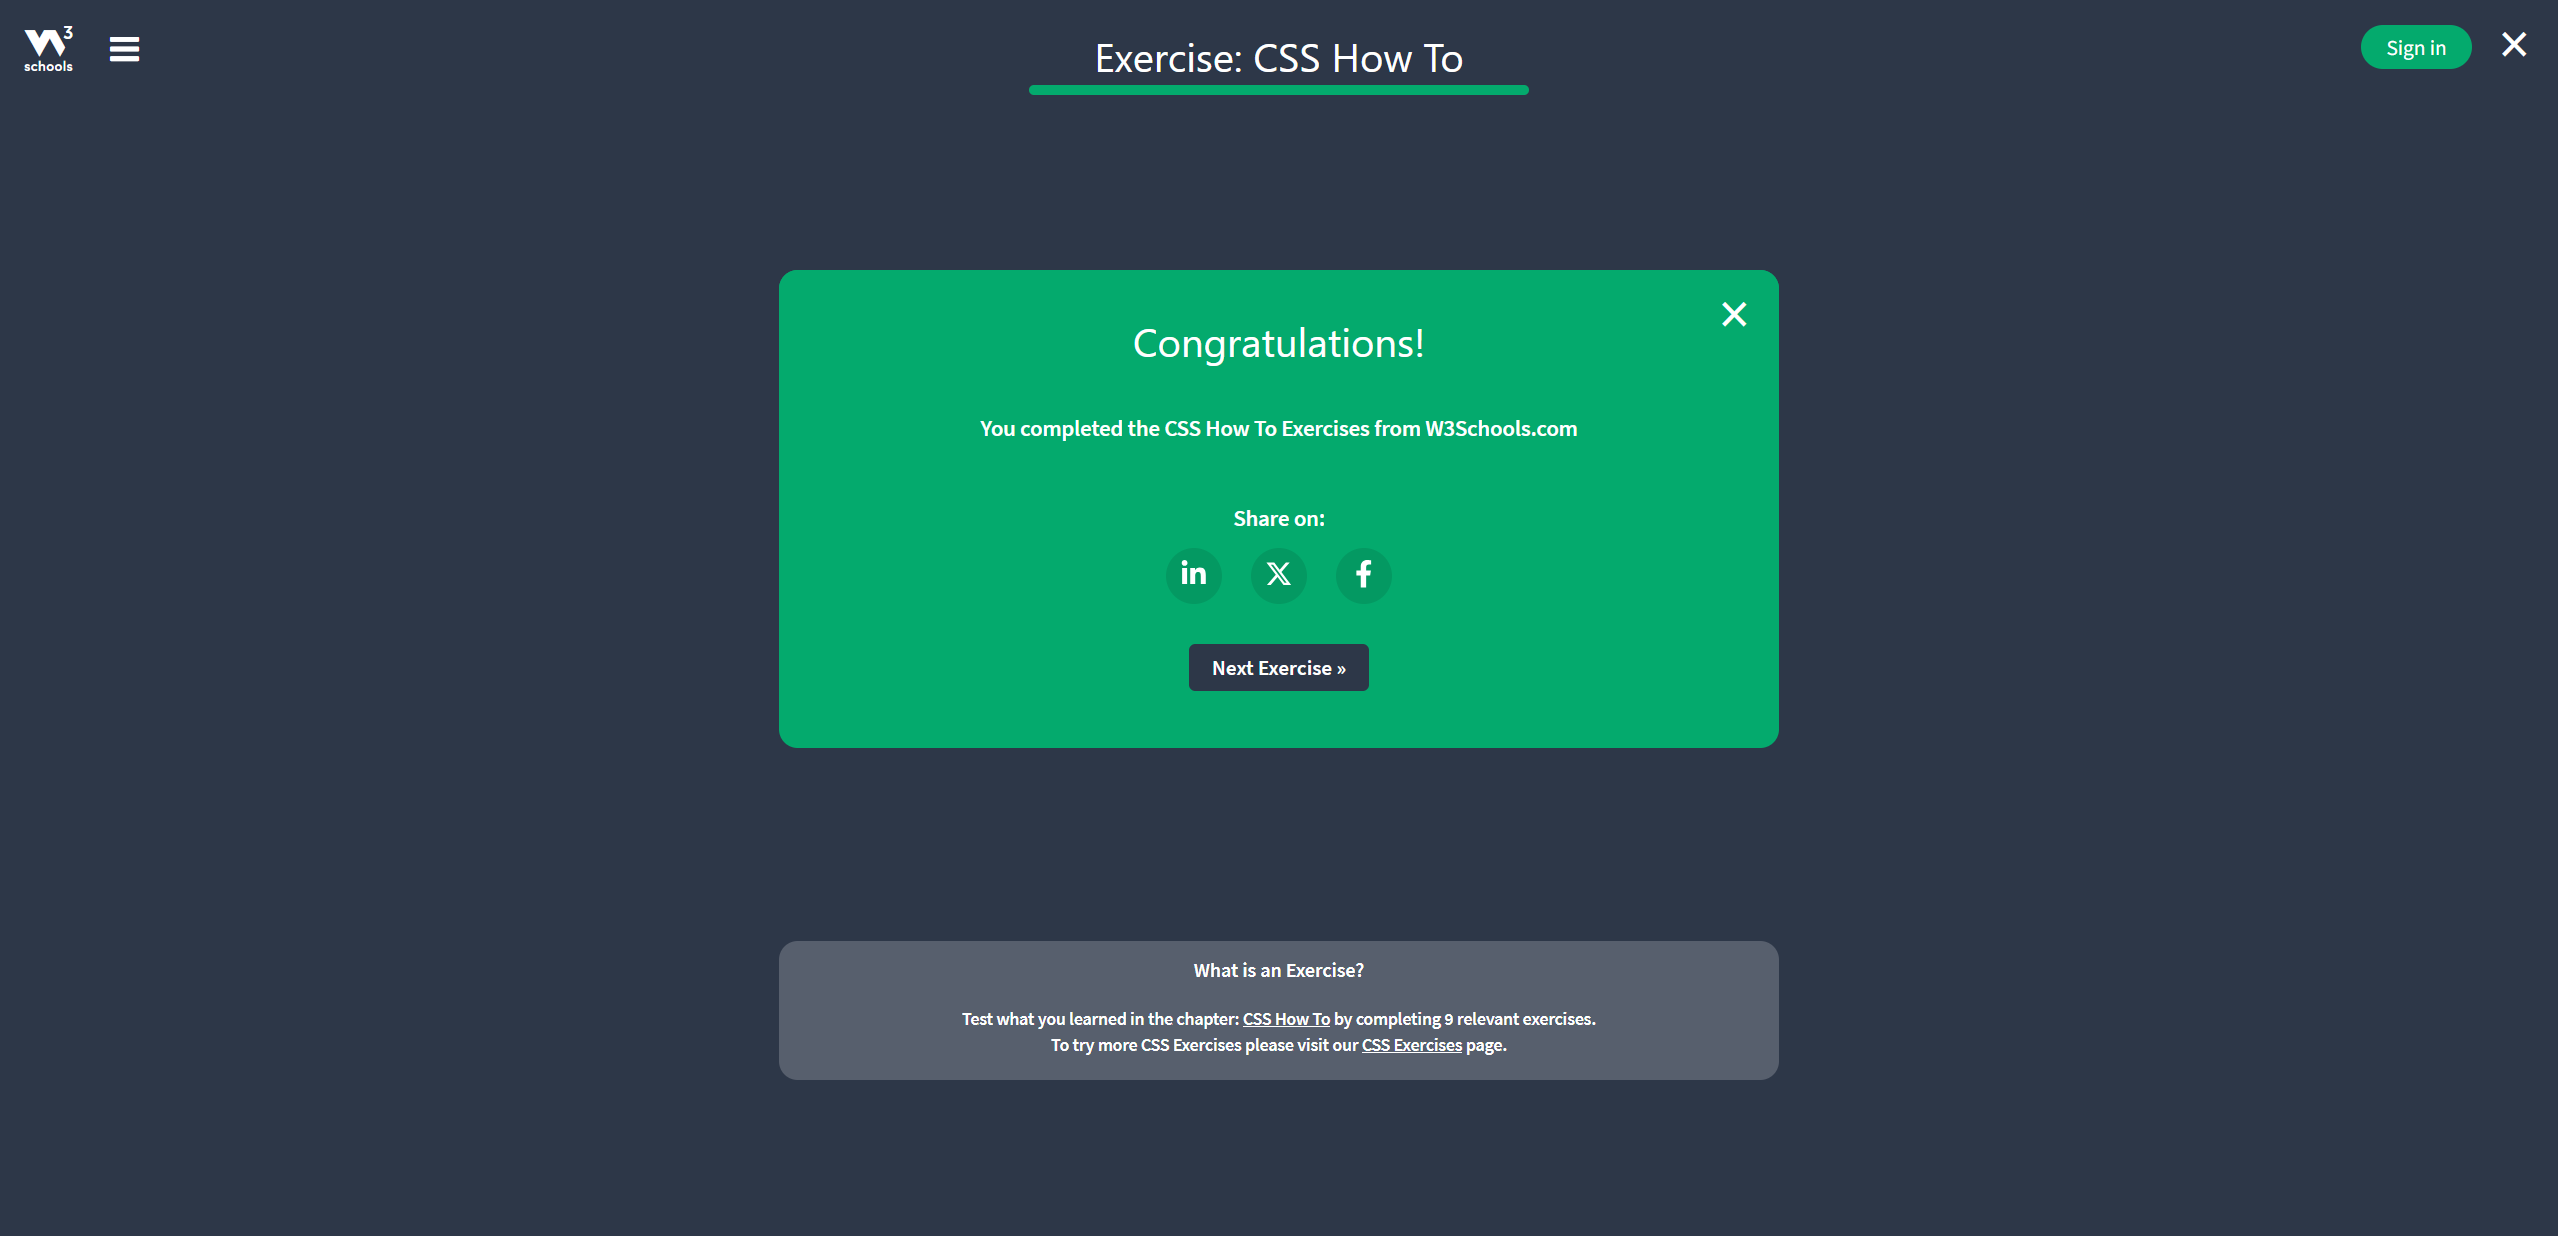 W3
schools
Exercise: CSS How To
Sign in
Congratulations!
You completed the CSS How To Exercises from W3Schools.com
Share on:
in
X
f
Next Exercise »
What is an Exercise?
Test what you learned in the chapter: CSS How To by completing 9 relevant exercises.
To try more CSS Exercises please visit our CSS Exercises page.